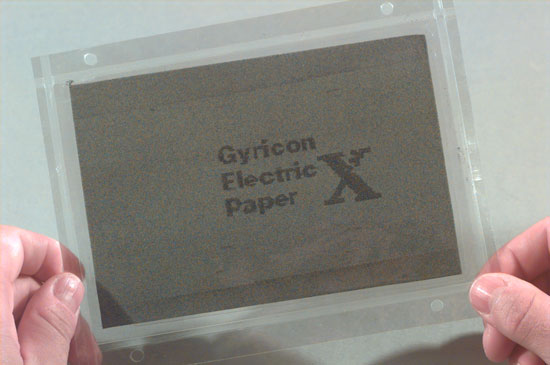 Gyricon
Electric
Paper
X